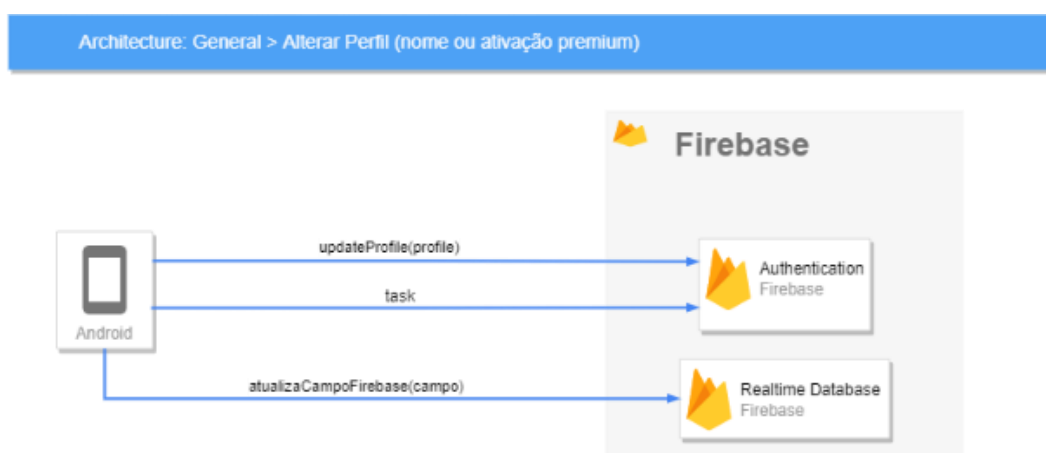 Architecture: General > Alterar Perfil (nome ou ativação premium)
Firebase
updateProfile(profile)
Authentication
Firebase
task
Android
atualizaCampoFirebase(campo)
Realtime Database
Firebase